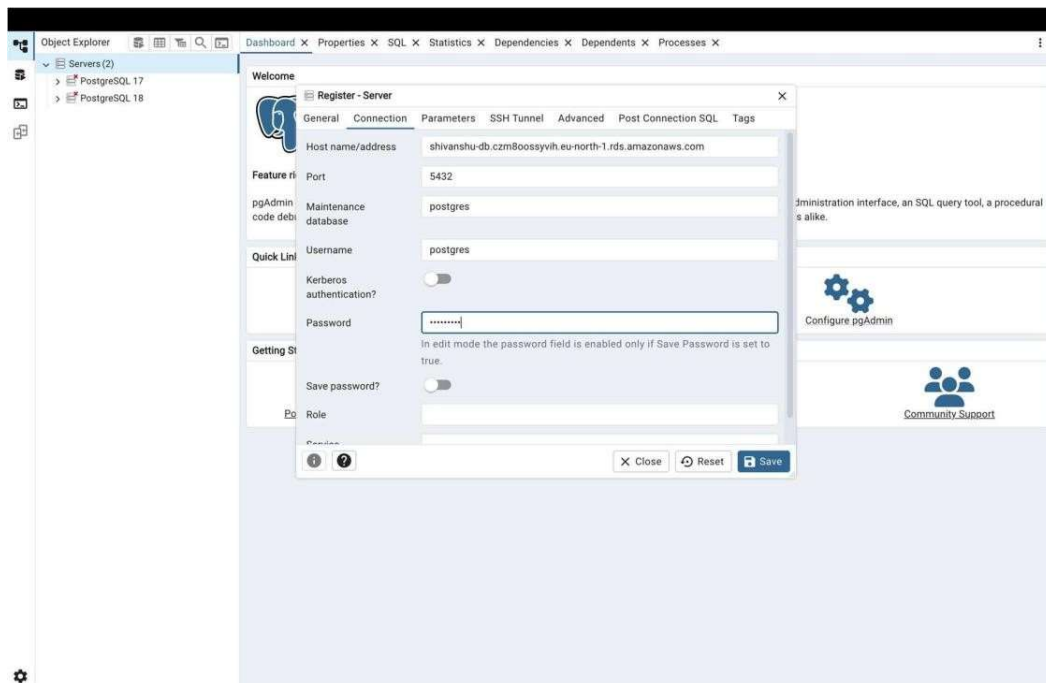 Object Explorer
Dashboard Properties SQL Statistics Dependencies Dependents Processes
Servers (2)
PostgreSQL 17
PostgreSQL 18
Welcome
Register - Server
General Connection Parameters SSH Tunnel Advanced Post Connection SQL Tags
Host name/address shivanshu-db.czm8oossyvih.eu-north-1.rds.amazonaws.com
Feature ri
Port 5432
pgAdmin
Maintenance
database
postgres
dministration interface, an SQL query tool, a procedural
code debu
s alike.
Username postgres
Quick Link
Kerberos
authentication?
Configure pgAdmin
Password ·········
In edit mode the password field is enabled only if Save Password is set to
true.
Getting St
Save password?
Po
Role
Community Support
Service
Close Reset Save